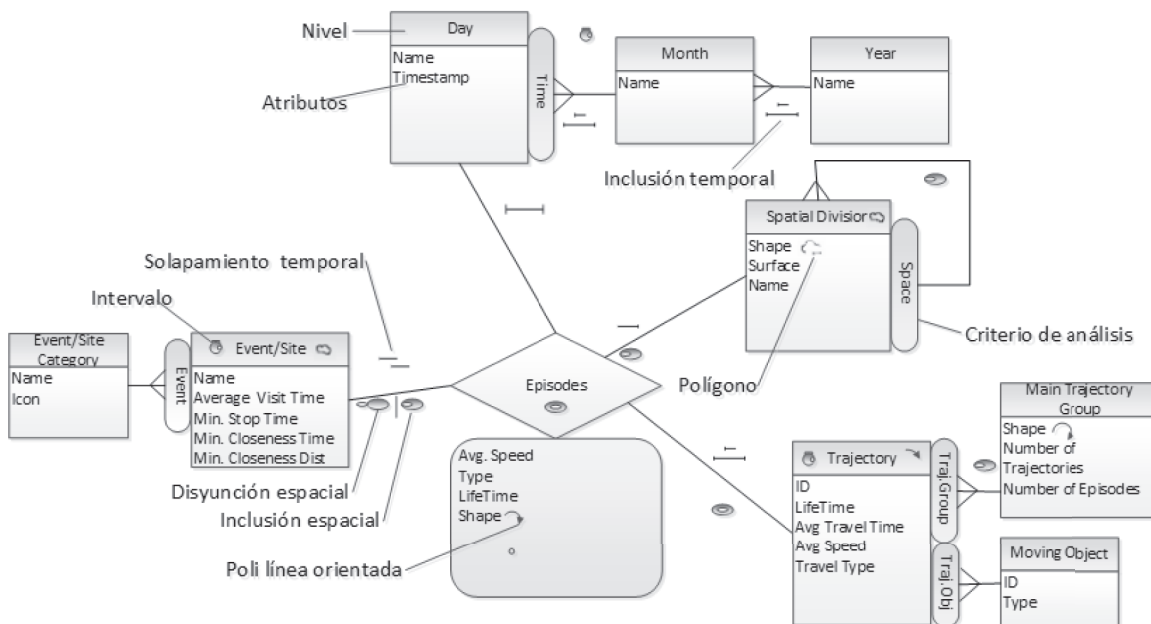 Nivel
Day
Name
Timestamp
Atributos
Time
Month
Name
Year
Name
Inclusión temporal
Spatial Division
Shape
Surface
Name
Space
Criterio de análisis
Polígono
Solapamiento temporal
Intervalo
Event/Site
Category
Name
Icon
Event
Event/Site
Name
Average Visit Time
Min. Stop Time
Min. Closeness Time
Min. Closeness Dist
Disyunción espacial
Inclusión espacial
Episodes
Avg. Speed
Type
LifeTime
Shape
Poli línea orientada
Trajectory
ID
LifeTime
Avg Travel Time
Avg Speed
Travel Type
Traj.Group
Traj.Obj
Main Trajectory
Group
Shape
Number of
Trajectories
Number of Episodes
Moving Object
ID
Type